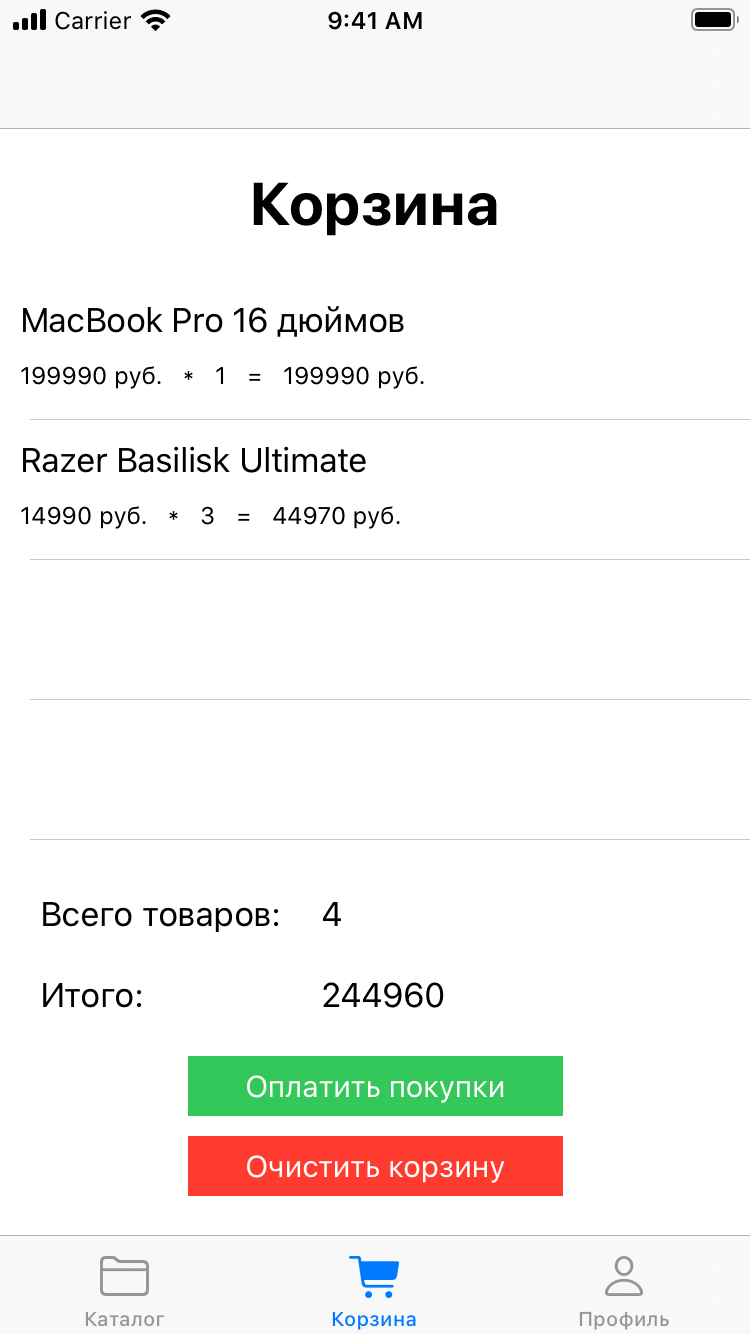 Carrier 9:41 AM
Корзина
MacBook Pro 16 дюймов
199990 руб. * 1 = 199990 руб.
Razer Basilisk Ultimate
14990 руб. * 3 = 44970 руб.
Всего товаров: 4
Итого: 244960
Оплатить покупки
Очистить корзину
Каталог Корзина Профиль